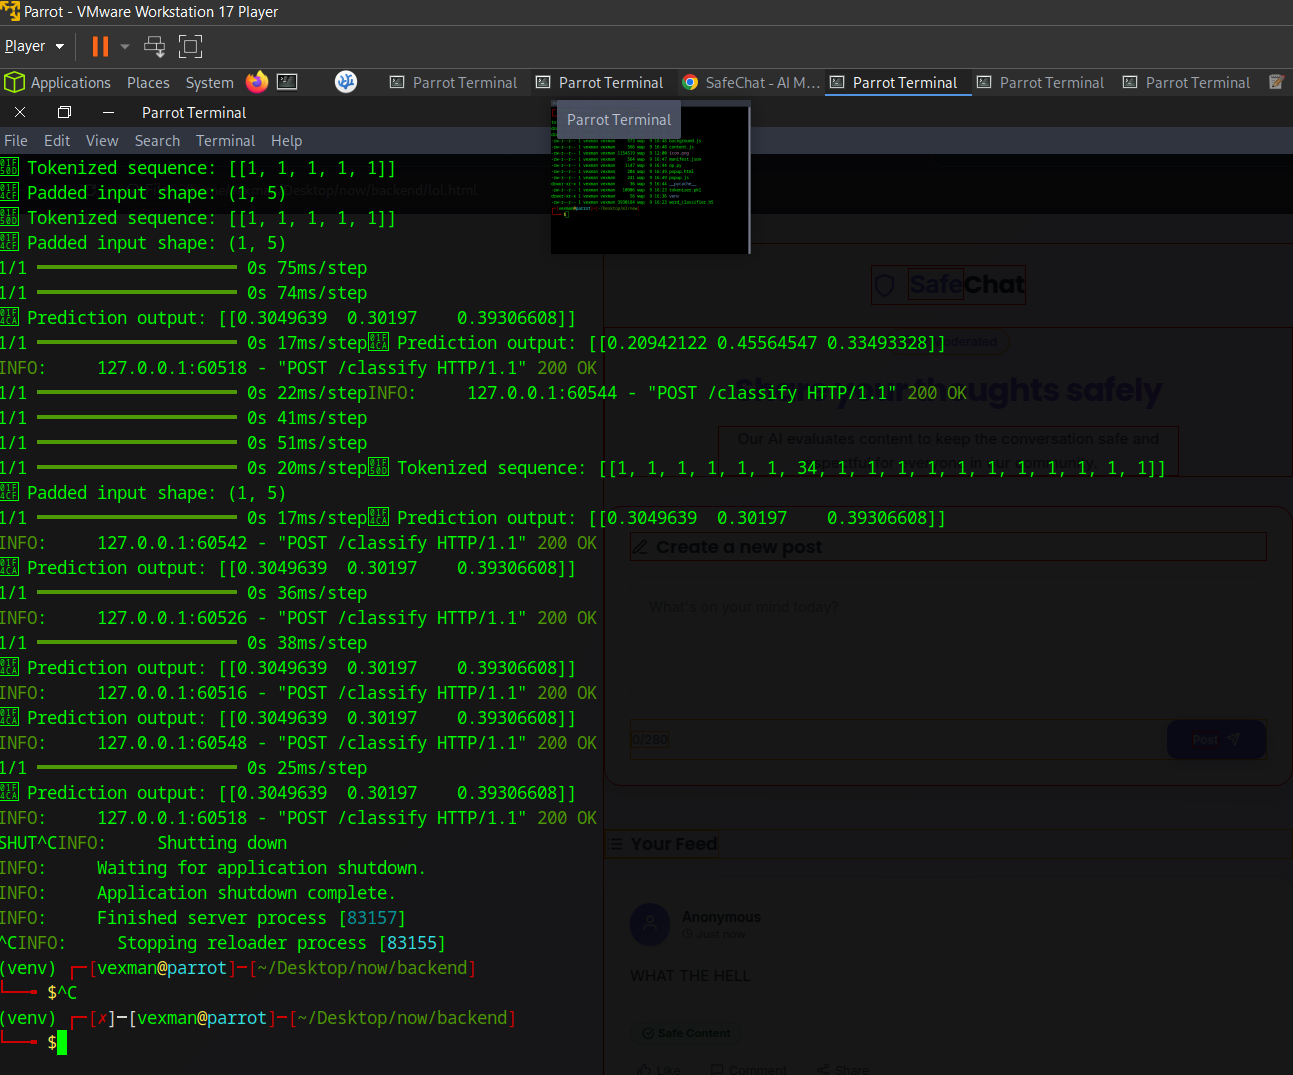 Parrot - VMware Workstation 17 Player
Player
Applications Places System Parrot Terminal Parrot Terminal SafeChat - AI M... Parrot Terminal Parrot Terminal Parrot Terminal
Parrot Terminal
Parrot Terminal
File Edit View Search Terminal Help
Tokenized sequence: [[1, 1, 1, 1, 1]]
Padded input shape: (1, 5)
Desktop/now/backend/lol.html
Tokenized sequence: [[1, 1, 1, 1, 1]]
Padded input shape: (1, 5)
1/1 ━━━━━━━━━━━━━━━━━━━━ 0s 75ms/step
1/1 ━━━━━━━━━━━━━━━━━━━━ 0s 74ms/step
Prediction output: [[0.3049639  0.30197    0.39306608]]
1/1 ━━━━━━━━━━━━━━━━━━━━ 0s 17ms/step Prediction output: [[0.20942122 0.45564547 0.33493328]]
INFO:     127.0.0.1:60518 - "POST /classify HTTP/1.1" 200 OK
1/1 ━━━━━━━━━━━━━━━━━━━━ 0s 22ms/stepINFO:     127.0.0.1:60544 - "POST /classify HTTP/1.1" 200 OK
1/1 ━━━━━━━━━━━━━━━━━━━━ 0s 41ms/step
1/1 ━━━━━━━━━━━━━━━━━━━━ 0s 51ms/step
1/1 ━━━━━━━━━━━━━━━━━━━━ 0s 20ms/step Tokenized sequence: [[1, 1, 1, 1, 1, 1, 34, 1, 1, 1, 1, 1, 1, 1, 1, 1, 1, 1]]
Padded input shape: (1, 5)
1/1 ━━━━━━━━━━━━━━━━━━━━ 0s 17ms/step Prediction output: [[0.3049639  0.30197    0.39306608]]
INFO:     127.0.0.1:60542 - "POST /classify HTTP/1.1" 200 OK
Prediction output: [[0.3049639  0.30197    0.39306608]]
1/1 ━━━━━━━━━━━━━━━━━━━━ 0s 36ms/step
INFO:     127.0.0.1:60526 - "POST /classify HTTP/1.1" 200 OK
1/1 ━━━━━━━━━━━━━━━━━━━━ 0s 38ms/step
Prediction output: [[0.3049639  0.30197    0.39306608]]
INFO:     127.0.0.1:60516 - "POST /classify HTTP/1.1" 200 OK
Prediction output: [[0.3049639  0.30197    0.39306608]]
INFO:     127.0.0.1:60548 - "POST /classify HTTP/1.1" 200 OK
1/1 ━━━━━━━━━━━━━━━━━━━━ 0s 25ms/step
Prediction output: [[0.3049639  0.30197    0.39306608]]
INFO:     127.0.0.1:60518 - "POST /classify HTTP/1.1" 200 OK
SHUT^CINFO:     Shutting down
INFO:     Waiting for application shutdown.
INFO:     Application shutdown complete.
INFO:     Finished server process [83157]
^CINFO:     Stopping reloader process [83155]
(venv) ┌─[vexman@parrot]─[~/Desktop/now/backend]
└──╼ $^C
(venv) ┌─[✗]─[vexman@parrot]─[~/Desktop/now/backend]
└──╼ $
SafeChat
thoughts safely
Our AI evaluates content to keep the conversation safe and
Create a new post
What's on your mind today?
0/280
Post
Your Feed
Anonymous
Just now
WHAT THE HELL
Safe Content
Like Comment Share